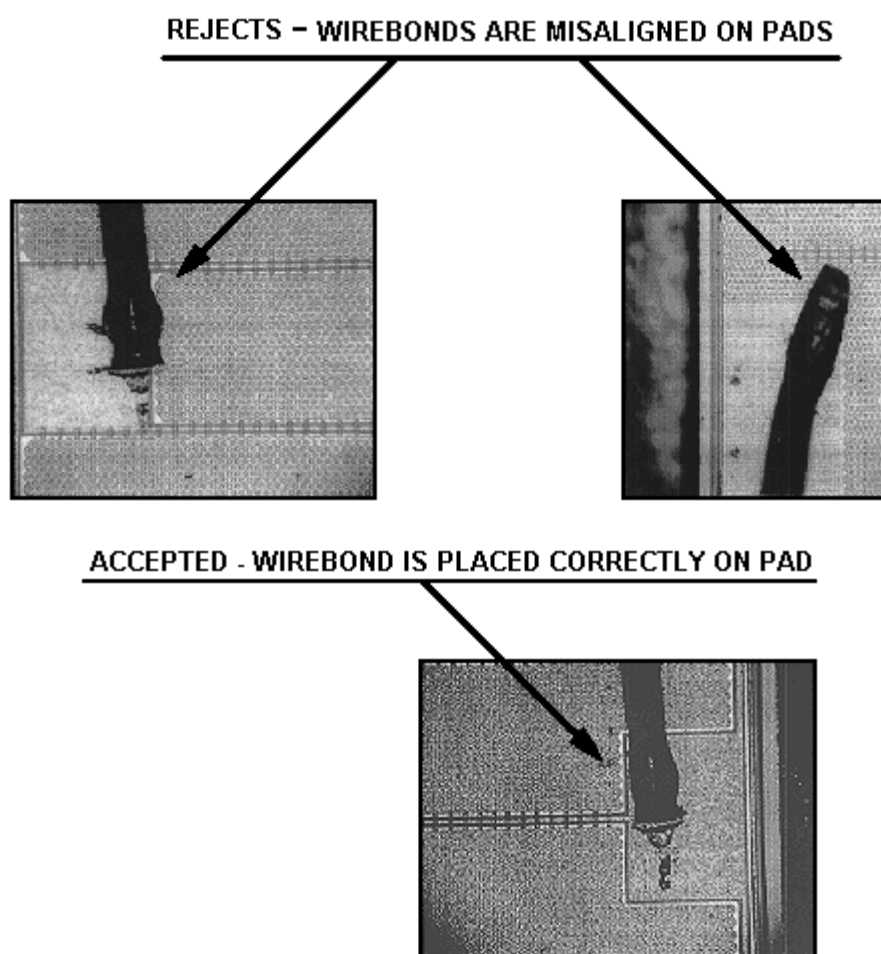 REJECTS – WIREBONDS ARE MISALIGNED ON PADS
ACCEPTED - WIREBOND IS PLACED CORRECTLY ON PAD